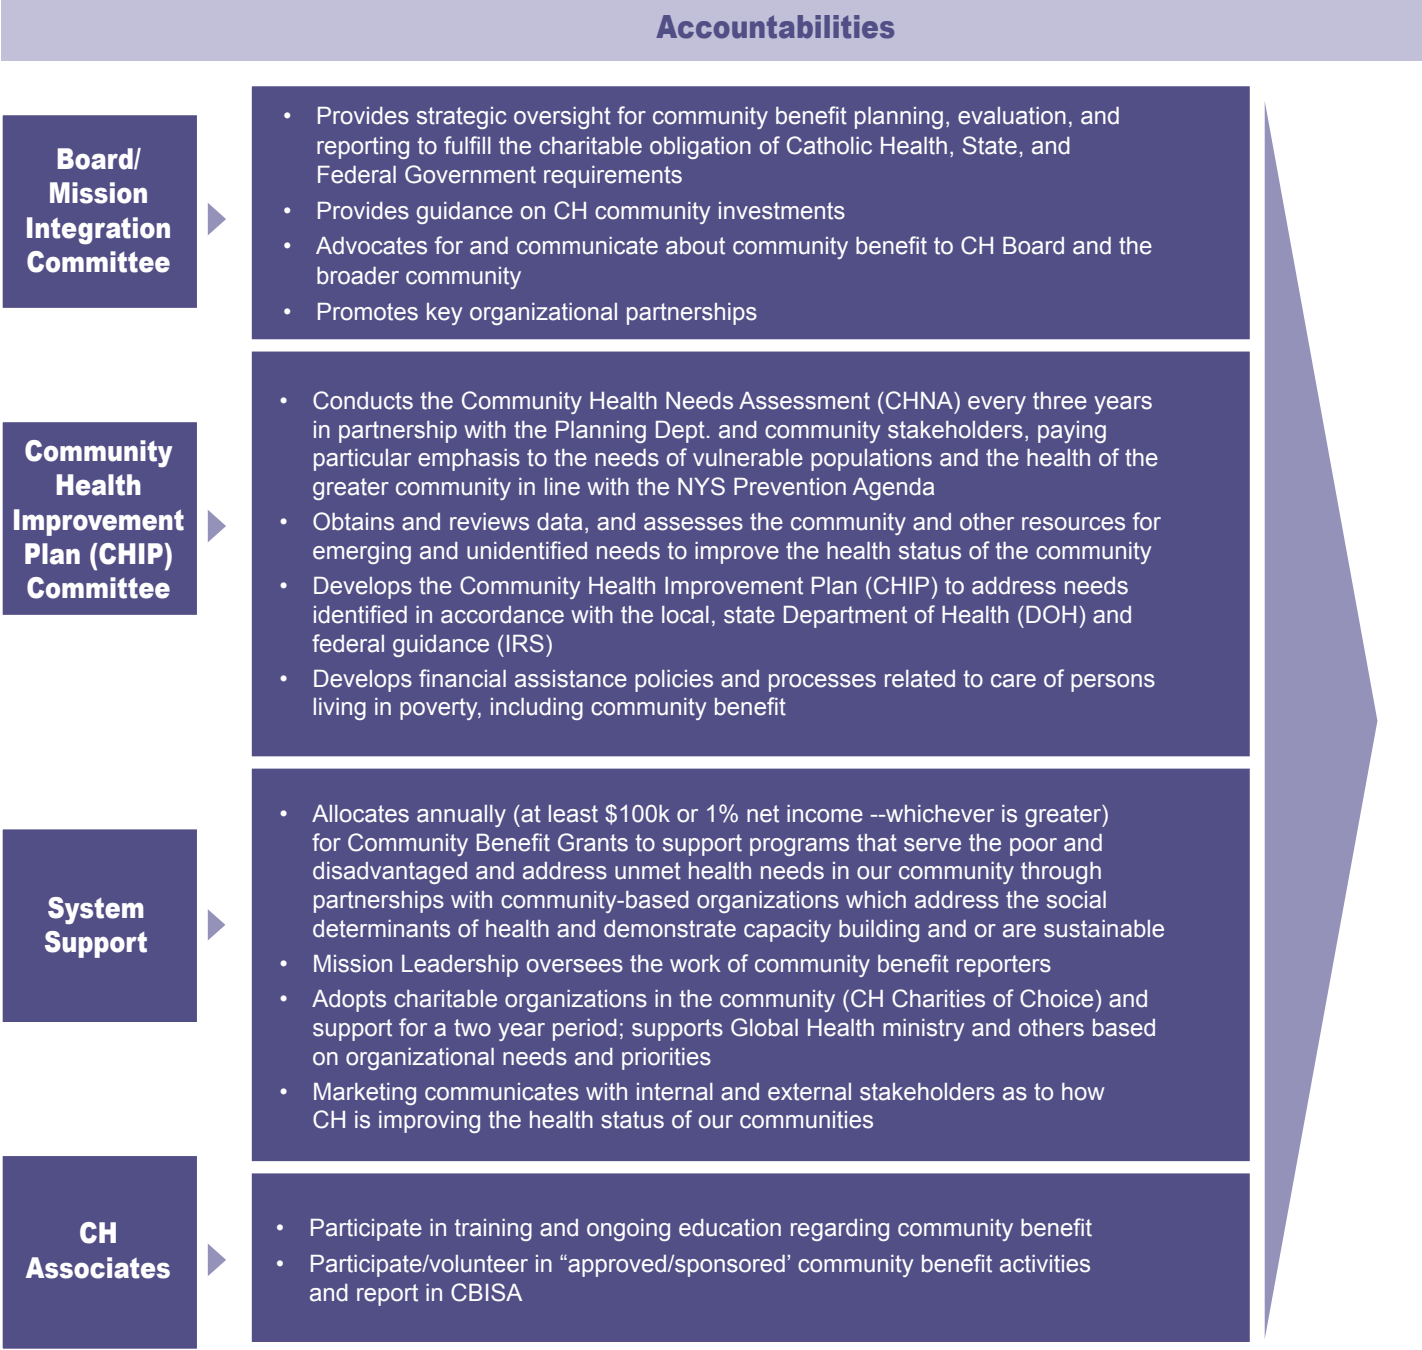 Accountabilities
Board/
Mission
Integration
Committee
• Provides strategic oversight for community benefit planning, evaluation, and
reporting to fulfill the charitable obligation of Catholic Health, State, and
Federal Government requirements
• Provides guidance on CH community investments
• Advocates for and communicate about community benefit to CH Board and the
broader community
• Promotes key organizational partnerships
Community
Health
Improvement
Plan (CHIP)
Committee
• Conducts the Community Health Needs Assessment (CHNA) every three years
in partnership with the Planning Dept. and community stakeholders, paying
particular emphasis to the needs of vulnerable populations and the health of the
greater community in line with the NYS Prevention Agenda
• Obtains and reviews data, and assesses the community and other resources for
emerging and unidentified needs to improve the health status of the community
• Develops the Community Health Improvement Plan (CHIP) to address needs
identified in accordance with the local, state Department of Health (DOH) and
federal guidance (IRS)
• Develops financial assistance policies and processes related to care of persons
living in poverty, including community benefit
System
Support
• Allocates annually (at least $100k or 1% net income --whichever is greater)
for Community Benefit Grants to support programs that serve the poor and
disadvantaged and address unmet health needs in our community through
partnerships with community-based organizations which address the social
determinants of health and demonstrate capacity building and or are sustainable
• Mission Leadership oversees the work of community benefit reporters
• Adopts charitable organizations in the community (CH Charities of Choice) and
support for a two year period; supports Global Health ministry and others based
on organizational needs and priorities
• Marketing communicates with internal and external stakeholders as to how
CH is improving the health status of our communities
CH
Associates
• Participate in training and ongoing education regarding community benefit
• Participate/volunteer in “approved/sponsored’ community benefit activities
and report in CBISA